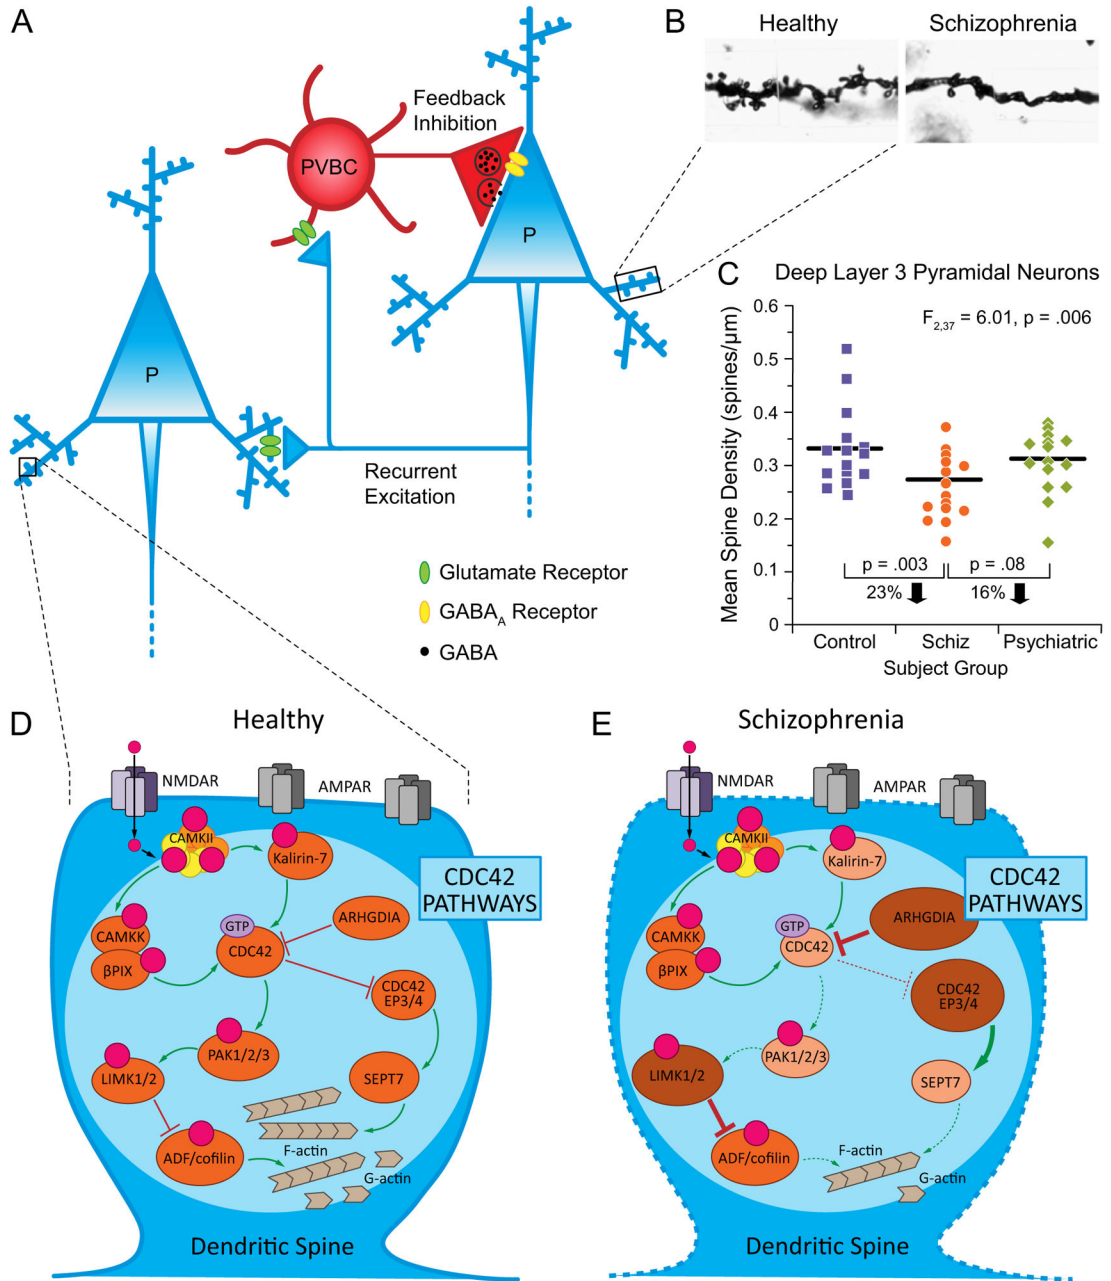 A
B
Healthy
Schizophrenia
Feedback
Inhibition
PVBC
P
P
Recurrent
Excitation
Glutamate Receptor
GABA_A Receptor
GABA
C
Deep Layer 3 Pyramidal Neurons
F_2,37 = 6.01, p = .006
Mean Spine Density (spines/µm)
0.6
0.5
0.4
0.3
0.2
0.1
0
p = .003
p = .08
23%
16%
Control
Schiz
Psychiatric
Subject Group
D
Healthy
NMDAR
AMPAR
CAMKII
Kalirin-7
CDC42
PATHWAYS
GTP
ARHGDIA
CAMKK
CDC42
βPIX
CDC42
EP3/4
PAK1/2/3
LIMK1/2
SEPT7
F-actin
ADF/cofilin
G-actin
Dendritic Spine
E
Schizophrenia
NMDAR
AMPAR
CAMKII
Kalirin-7
CDC42
PATHWAYS
GTP
ARHGDIA
CAMKK
CDC42
βPIX
CDC42
EP3/4
PAK1/2/3
LIMK1/2
SEPT7
F-actin
ADF/cofilin
G-actin
Dendritic Spine